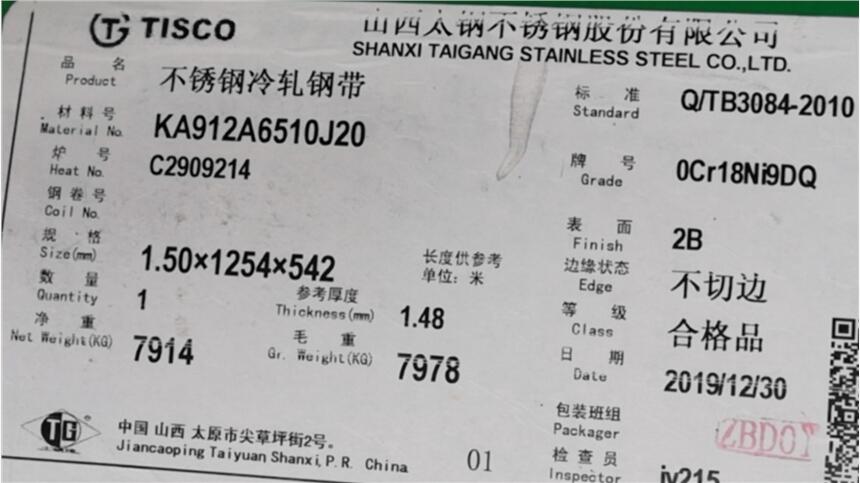 TISCO
山西太钢不锈钢股份有限公司
SHANXI TAIGANG STAINLESS STEEL CO.,LTD.
品名 不锈钢冷轧钢带
Product
标准 Q/TB3084-2010
Standard
材料号 KA912A6510J20
Material No.
炉号 C2909214
Heat No.
牌号 0Cr18Ni9DQ
Grade
钢卷号
Coil No.
表面 2B
Finish
规格 1.50×1254×542 长度供参考
Size(mm) 单位:米
边缘状态 不切边
Edge
数量 1 参考厚度 1.48
Quantity Thickness(mm)
等级 合格品
Class
净重 7914 毛重 7978
Net Weight(KG) Gr. Weight(KG)
日期 2019/12/30
Date
包装班组 ZBD07
Packager
TG
中国 山西 太原市尖草坪街2号。
Jiancaoping Taiyuan Shanxi, P.R. China
01
检查员 jy215
Inspector